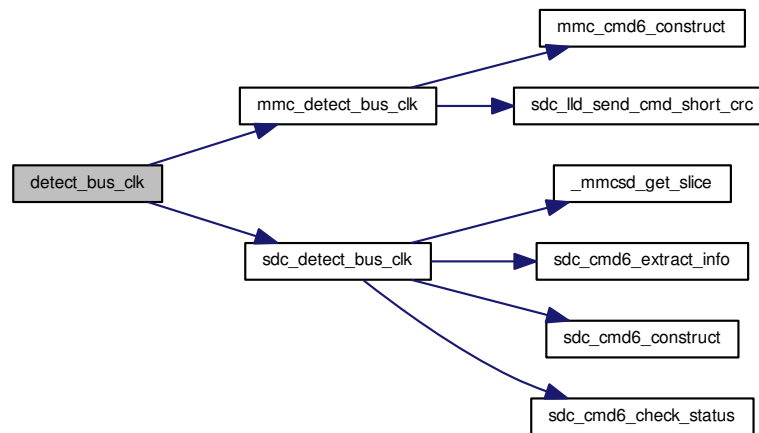 mmc_cmd6_construct
mmc_detect_bus_clk
sdc_lld_send_cmd_short_crc
detect_bus_clk
_mmcsd_get_slice
sdc_detect_bus_clk
sdc_cmd6_extract_info
sdc_cmd6_construct
sdc_cmd6_check_status